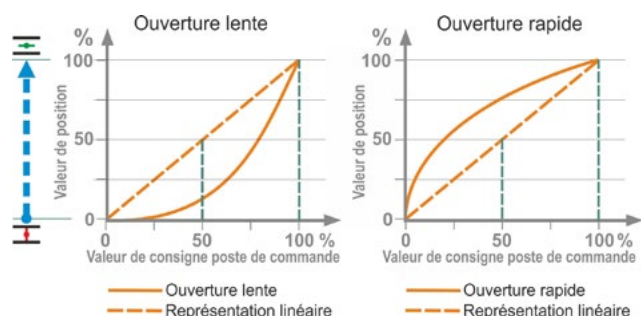 Ouverture lente
%
100
50
0
Valeur de position
0
50
100 %
Valeur de consigne poste de commande
Ouverture lente
Représentation linéaire
Ouverture rapide
%
100
50
0
Valeur de position
0
50
100 %
Valeur de consigne poste de commande
Ouverture rapide
Représentation linéaire